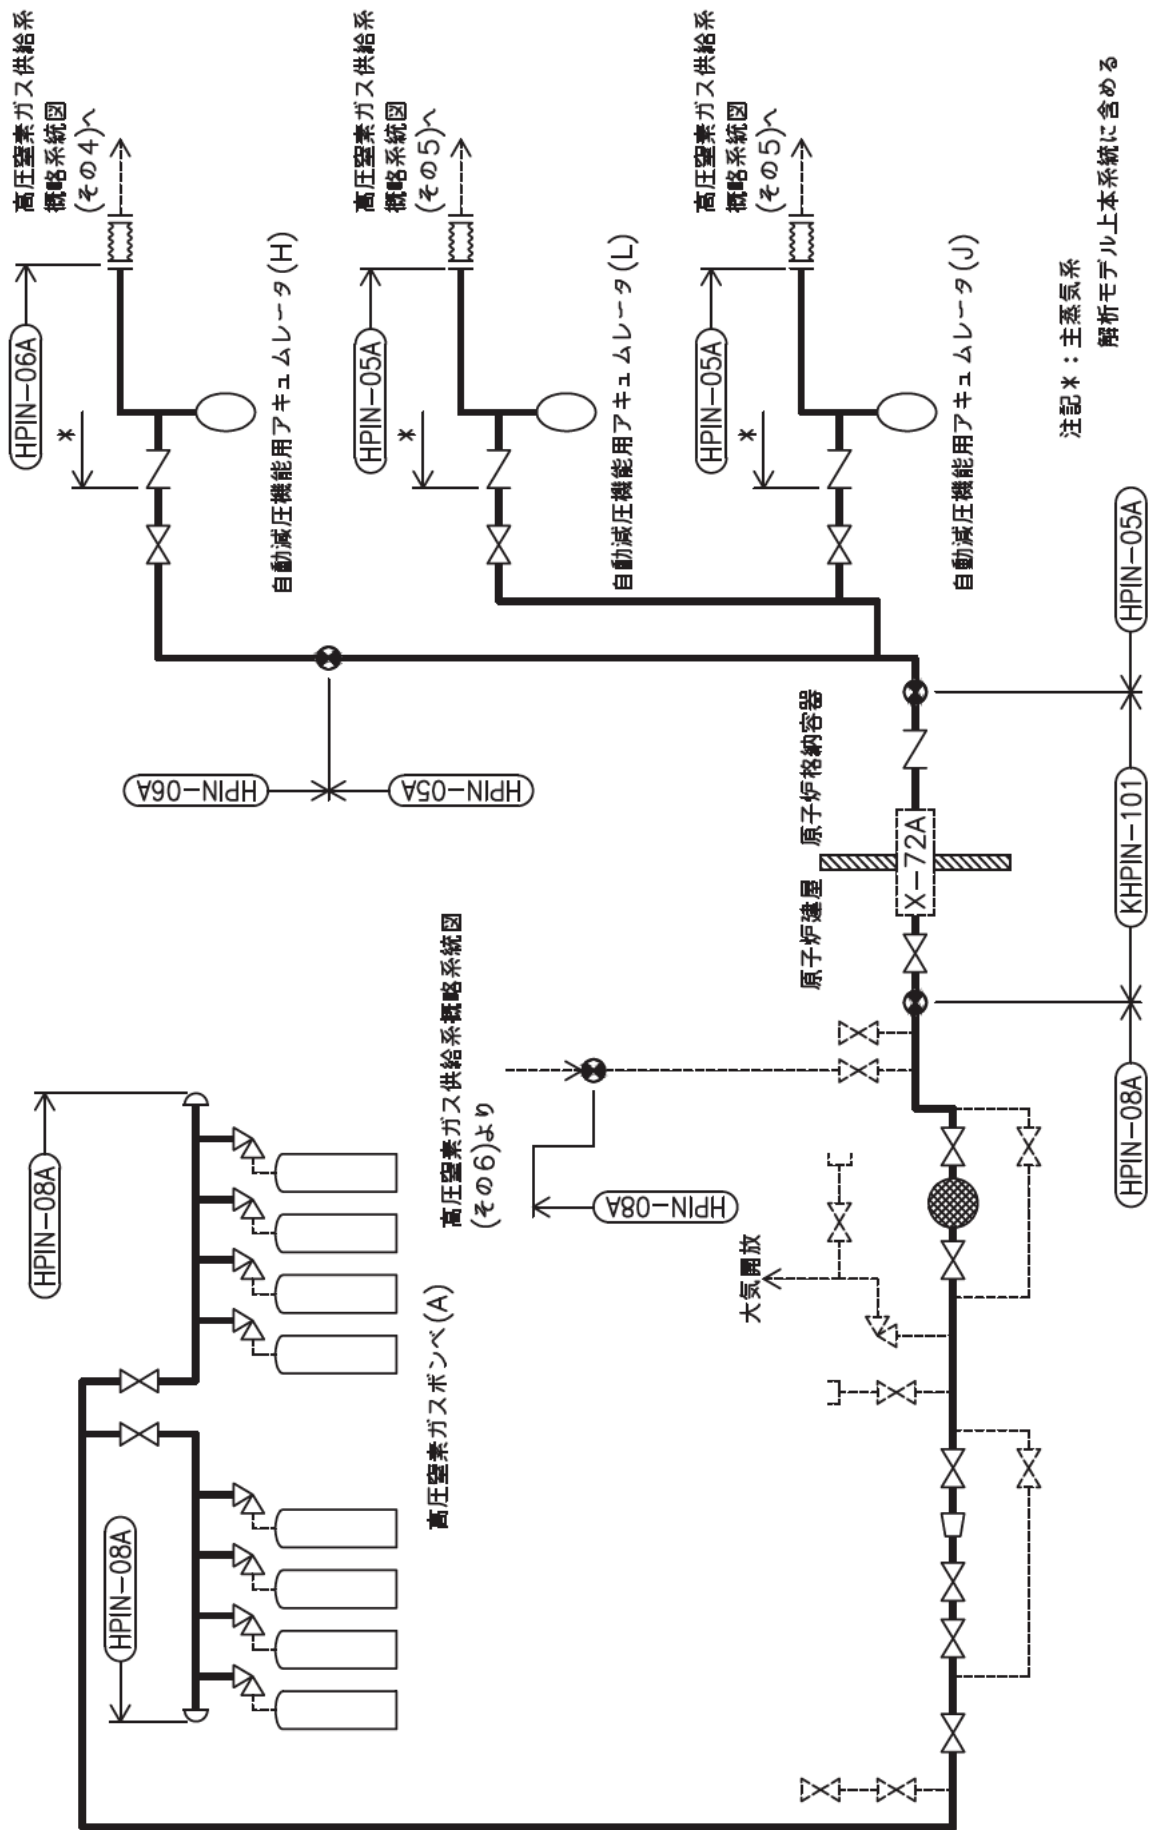 高圧窒素ガス供給系
概略系統図
(その4)へ
HPIN-06A
*
自動減圧機能用アキュムレータ(H)
高圧窒素ガス供給系
概略系統図
(その5)へ
HPIN-05A
*
自動減圧機能用アキュムレータ(L)
高圧窒素ガス供給系
概略系統図
(その5)へ
HPIN-05A
*
自動減圧機能用アキュムレータ(J)
注記*:主蒸気系
解析モデル上本系統に含める
HPIN-06A
HPIN-05A
原子炉建屋
原子炉格納容器
X-72A
HPIN-08A
KHPIN-101
HPIN-05A
高圧窒素ガス供給系概略系統図
(その6)より
HPIN-08A
大気開放
HPIN-08A
HPIN-08A
高圧窒素ガスボンベ(A)